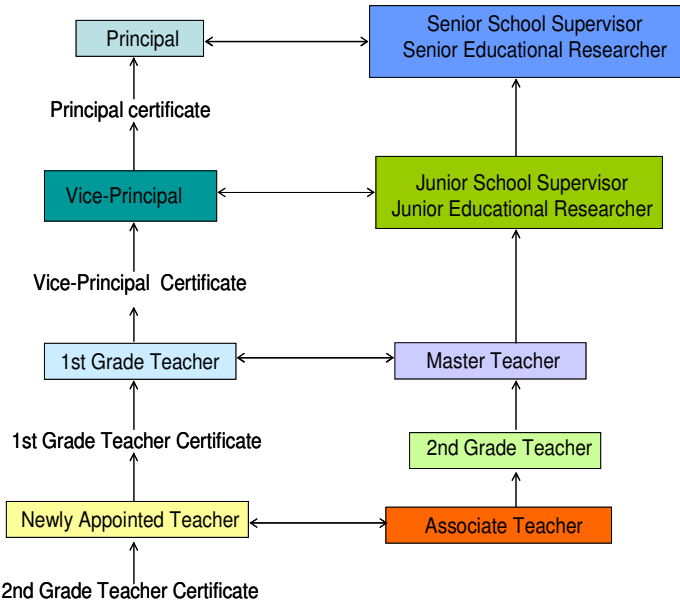 Principal
Senior School Supervisor
Senior Educational Researcher
Principal certificate
Vice-Principal
Junior School Supervisor
Junior Educational Researcher
Vice-Principal Certificate
1st Grade Teacher
Master Teacher
1st Grade Teacher Certificate
2nd Grade Teacher
Newly Appointed Teacher
Associate Teacher
2nd Grade Teacher Certificate